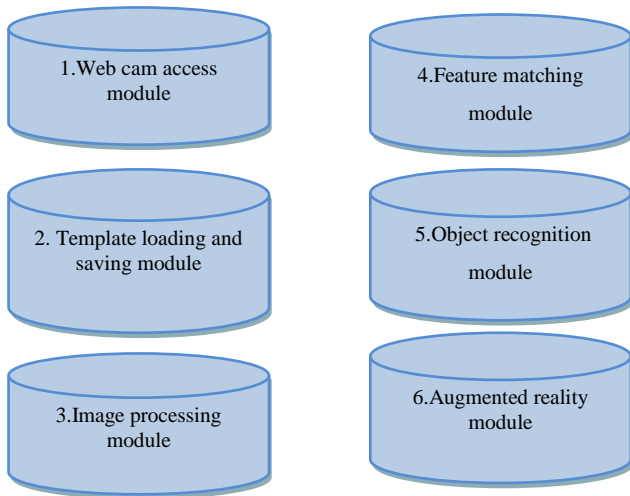 1.Web cam access
module
2. Template loading and
saving module
3.Image processing
module
4.Feature matching
module
5.Object recognition
module
6.Augmented reality
module